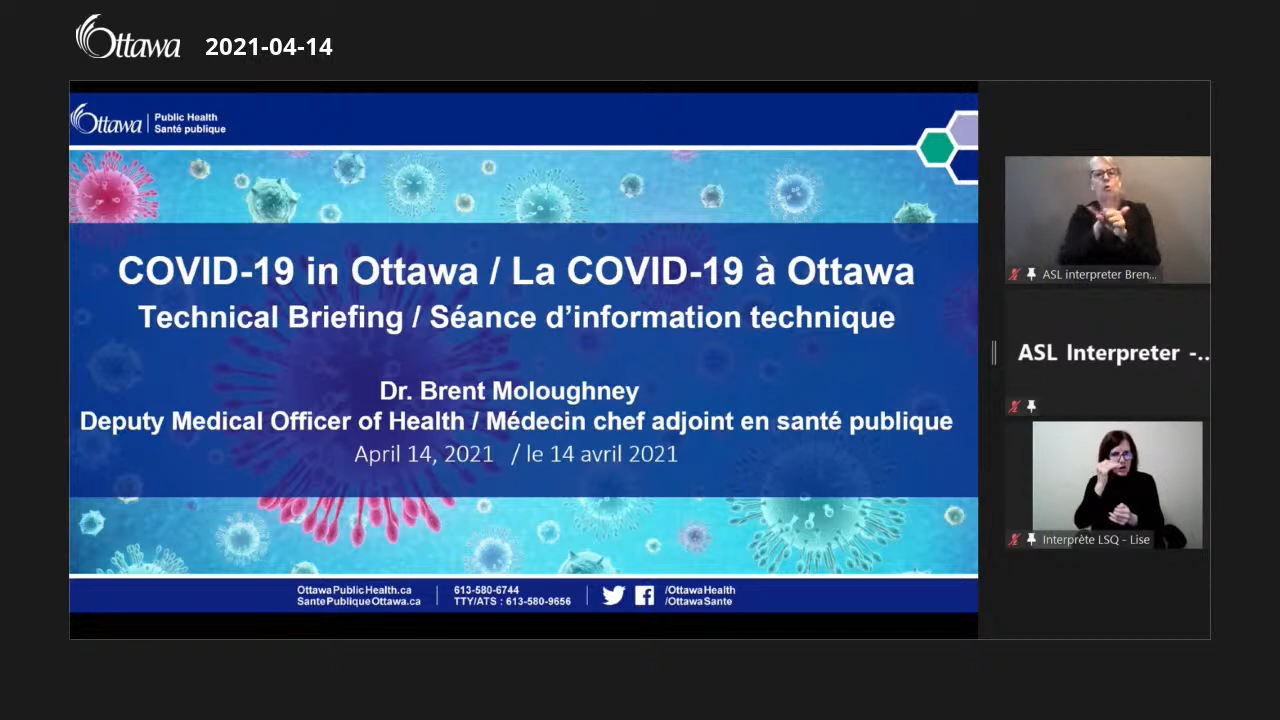 Ottawa 2021-04-14
Ottawa Public Health
Santé publique
COVID-19 in Ottawa / La COVID-19 à Ottawa
Technical Briefing / Séance d’information technique
Dr. Brent Moloughney
Deputy Medical Officer of Health / Médecin chef adjoint en santé publique
April 14, 2021 / le 14 avril 2021
OttawaPublicHealth.ca
SantePubliqueOttawa.ca
613-580-6744
TTY/ATS : 613-580-9656
/OttawaHealth
/OttawaSante
ASL interpreter Bren...
ASL Interpreter -...
Interprète LSQ - Lise